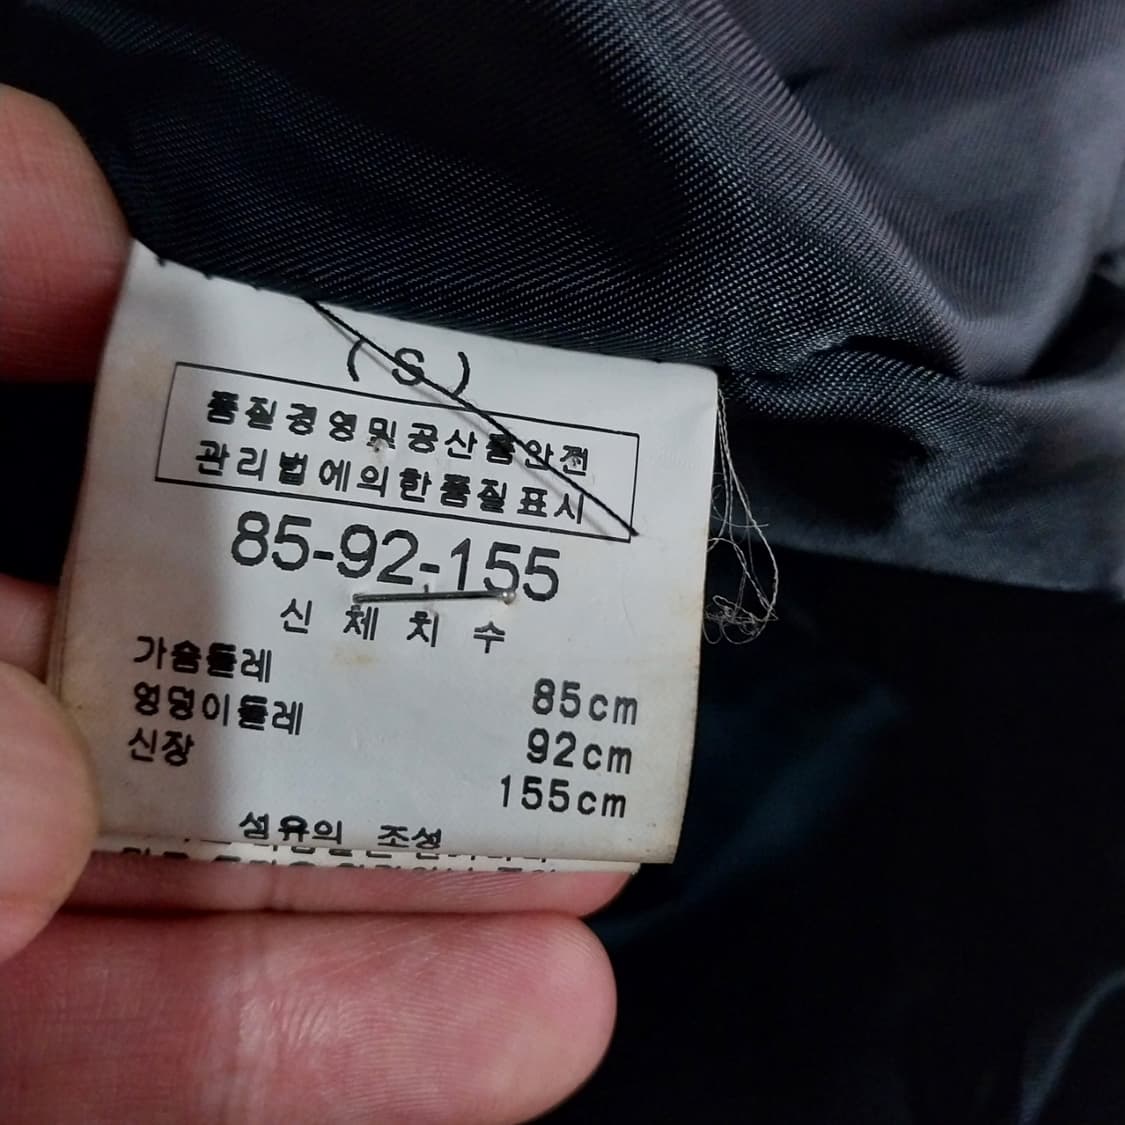 ( S )
품질경영및공산품안전
관리법에의한품질표시
85-92-155
신 체 치 수
가슴둘레 85cm
엉덩이둘레 92cm
신장 155cm
섬유의 조성